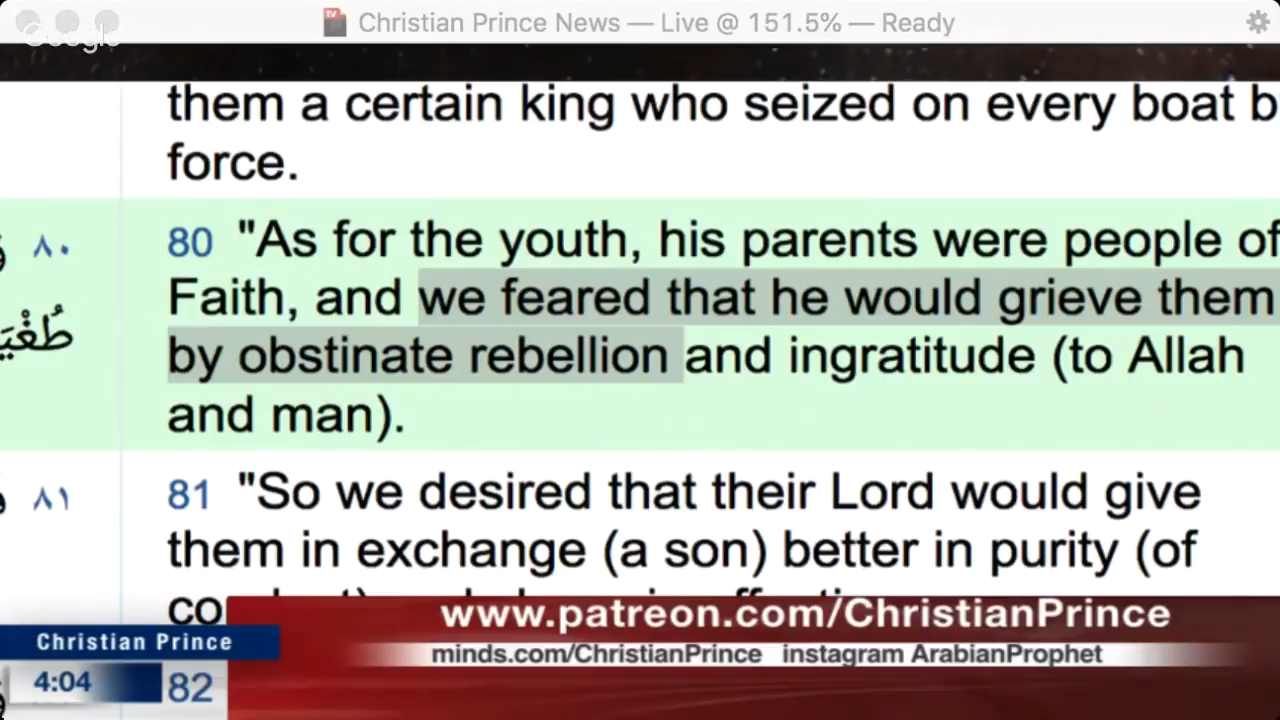 Christian Prince News — Live @ 151.5% — Ready
Google
them a certain king who seized on every boat b
force.
٨٠
80 "As for the youth, his parents were people of
Faith, and we feared that he would grieve them
طُغْيَ
by obstinate rebellion and ingratitude (to Allah
and man).
٨١
81 "So we desired that their Lord would give
them in exchange (a son) better in purity (of
co
www.patreon.com/ChristianPrince
Christian Prince
minds.com/ChristianPrince instagram ArabianProphet
4:04
82